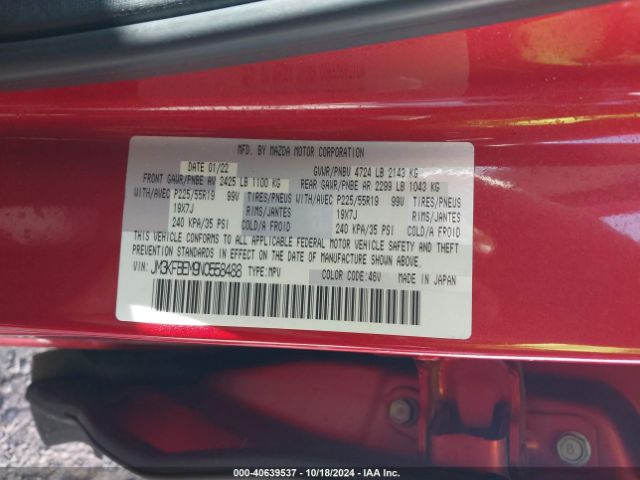 MFD. BY MAZDA MOTOR CORPORATION
DATE 01/22 GVWR/PNBV 4724 LB 2143 KG
FRONT GAWR/PNBE AV 2425 LB 1100 KG REAR GAWR/PNBE AR 2299 LB 1043 KG
WITH/AVEC P225/55R19 99V TIRES/PNEUS WITH/AVEC P225/55R19 99V TIRES/PNEUS
19X7J RIMS/JANTES 19X7J RIMS/JANTES
240 KPA/35 PSI COLD/A FROID 240 KPA/35 PSI COLD/A FROID
THIS VEHICLE CONFORMS TO ALL APPLICABLE FEDERAL MOTOR VEHICLE SAFETY AND THEFT
PREVENTION STANDARDS IN EFFECT ON THE DATE OF MANUFACTURE SHOWN ABOVE.
VIN: JM3KFBEM9N0558488 TYPE:MPV COLOR CODE:46V MADE IN JAPAN
8
000-40639537 - 10/18/2024 - IAA Inc.